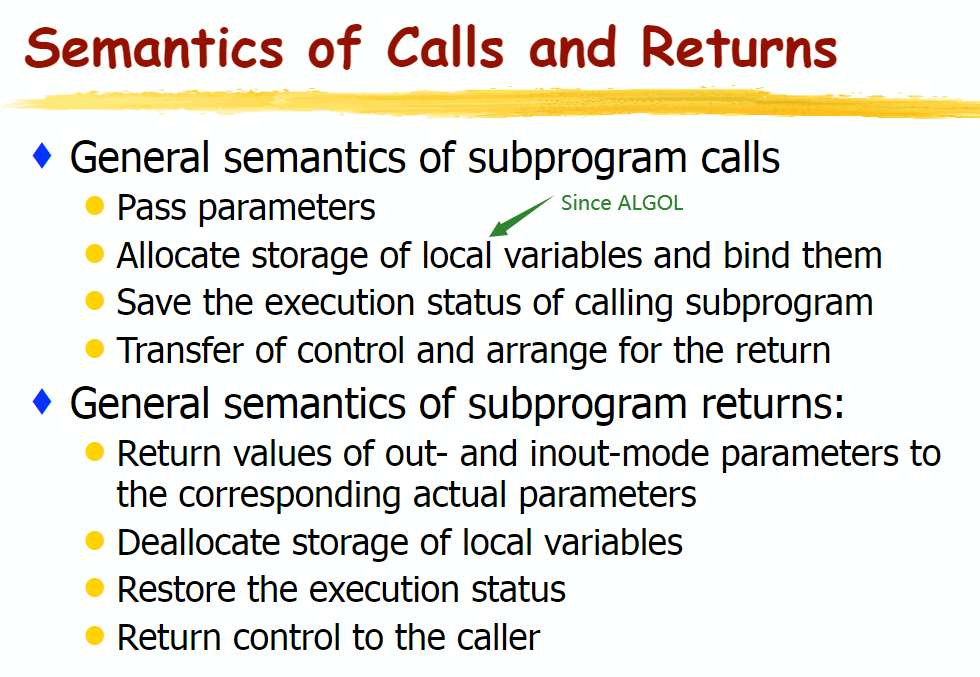 Semantics of Calls and Returns
General semantics of subprogram calls
Pass parameters
Since ALGOL
Allocate storage of local variables and bind them
Save the execution status of calling subprogram
Transfer of control and arrange for the return
General semantics of subprogram returns:
Return values of out- and inout-mode parameters to
the corresponding actual parameters
Deallocate storage of local variables
Restore the execution status
Return control to the caller